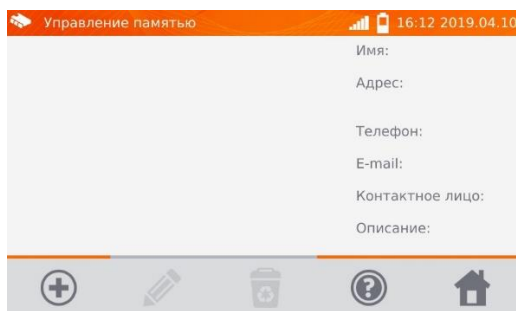 Управление памятью 16:12 2019.04.10
Имя:
Адрес:
Телефон:
E-mail:
Контактное лицо:
Описание: